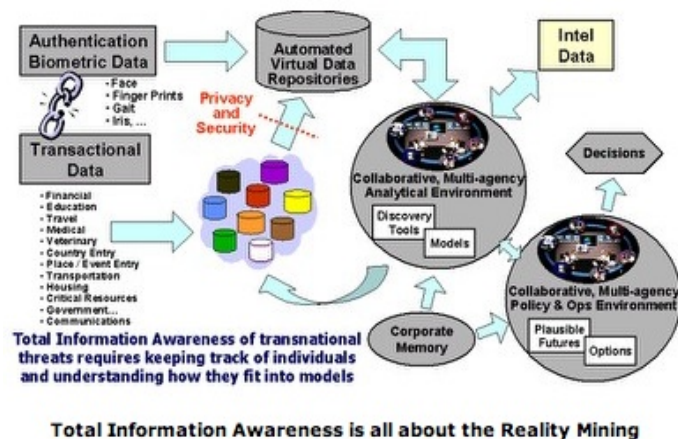 Authentication
Biometric Data
• Face
• Finger Prints
• Gait
• Iris, ...
Automated
Virtual Data
Repositories
Intel
Data
Privacy
and
Security
Transactional
Data
• Financial
• Education
• Travel
• Medical
• Veterinary
• Country Entry
• Place / Event Entry
• Transportation
• Housing
• Critical Resources
• Government...
• Communications
Collaborative, Multi-agency
Analytical Environment
Discovery
Tools
Models
Decisions
Collaborative, Multi-agency
Policy & Ops Environment
Plausible
Futures
Options
Corporate
Memory
Total Information Awareness of transnational
threats requires keeping track of individuals
and understanding how they fit into models
Total Information Awareness is all about the Reality Mining